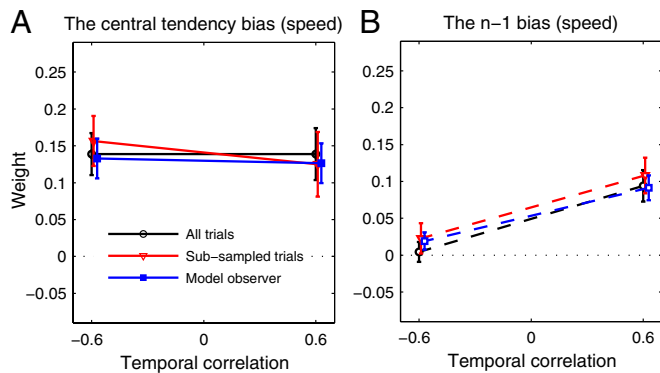 A
The central tendency bias (speed)
0.25
0.2
0.15
0.1
0.05
0
−0.05
Weight
All trials
Sub-sampled trials
Model observer
−0.6
0
0.6
Temporal correlation
B
The n−1 bias (speed)
0.25
0.2
0.15
0.1
0.05
0
−0.05
−0.6
0
0.6
Temporal correlation